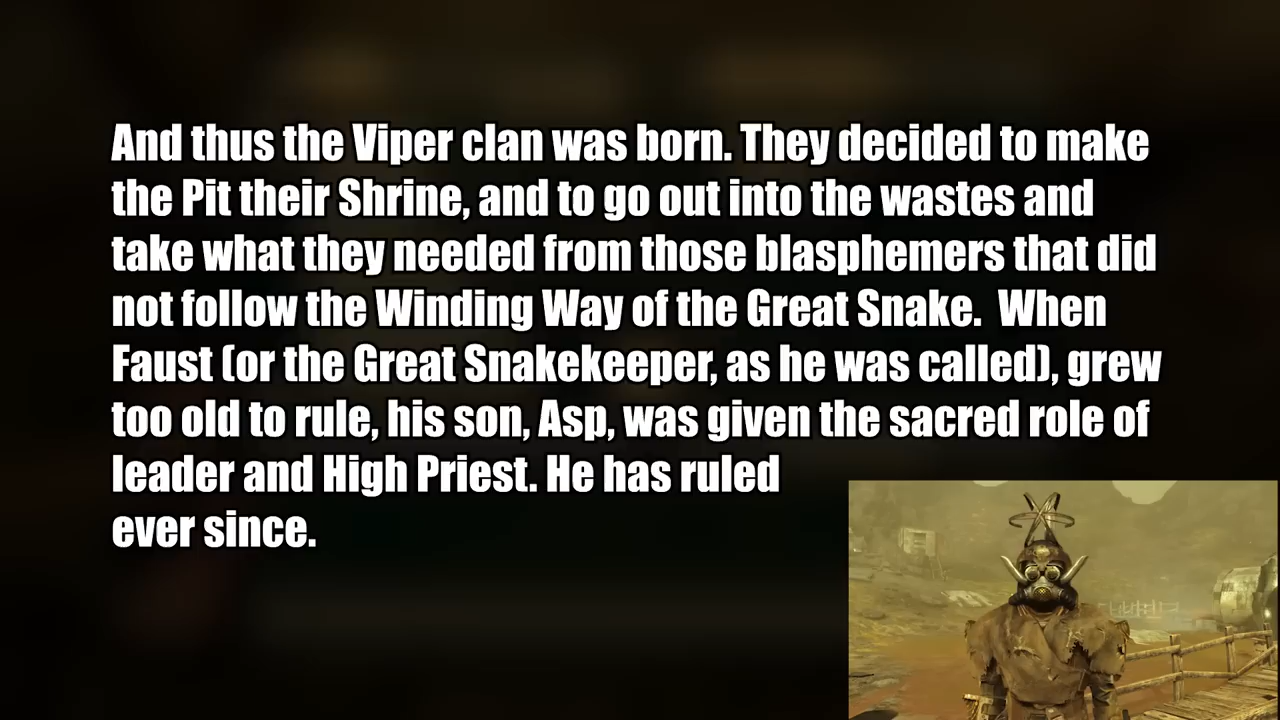 And thus the Viper clan was born. They decided to make
the Pit their Shrine, and to go out into the wastes and
take what they needed from those blasphemers that did
not follow the Winding Way of the Great Snake.  When
Faust (or the Great Snakekeeper, as he was called), grew
too old to rule, his son, Asp, was given the sacred role of
leader and High Priest. He has ruled
ever since.